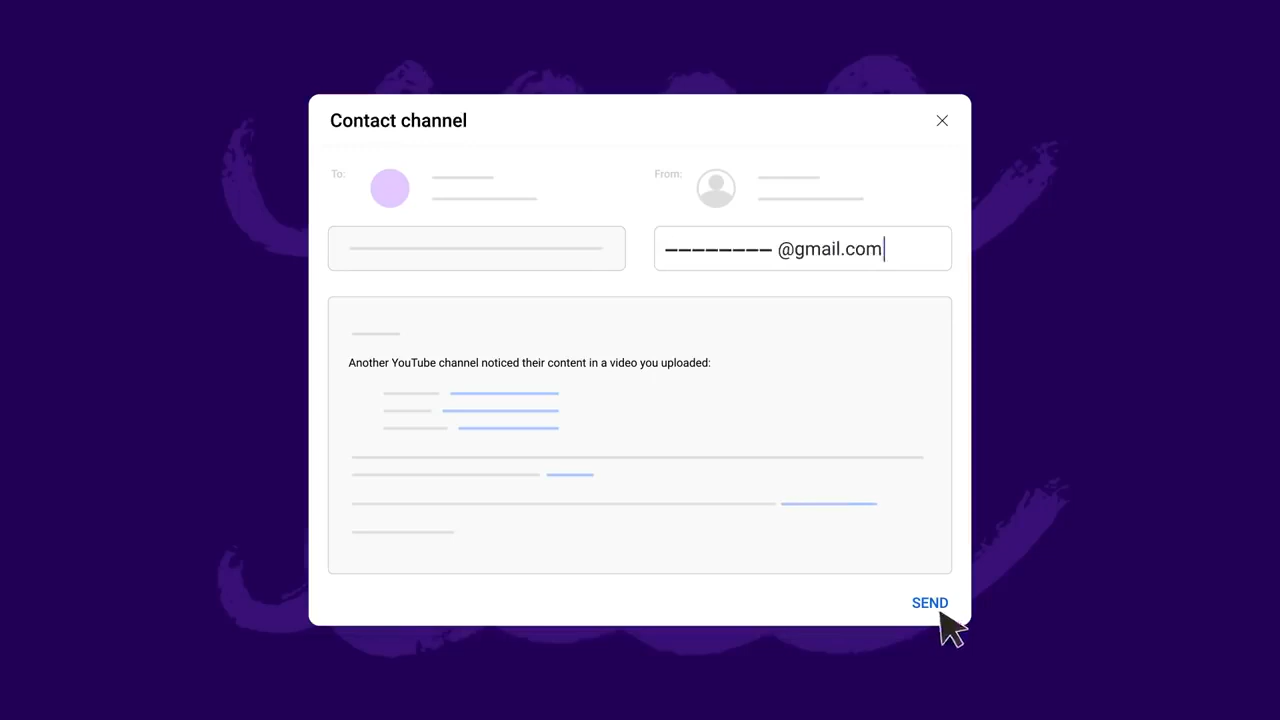 Contact channel
To:
From:
@gmail.com
Another YouTube channel noticed their content in a video you uploaded:
SEND